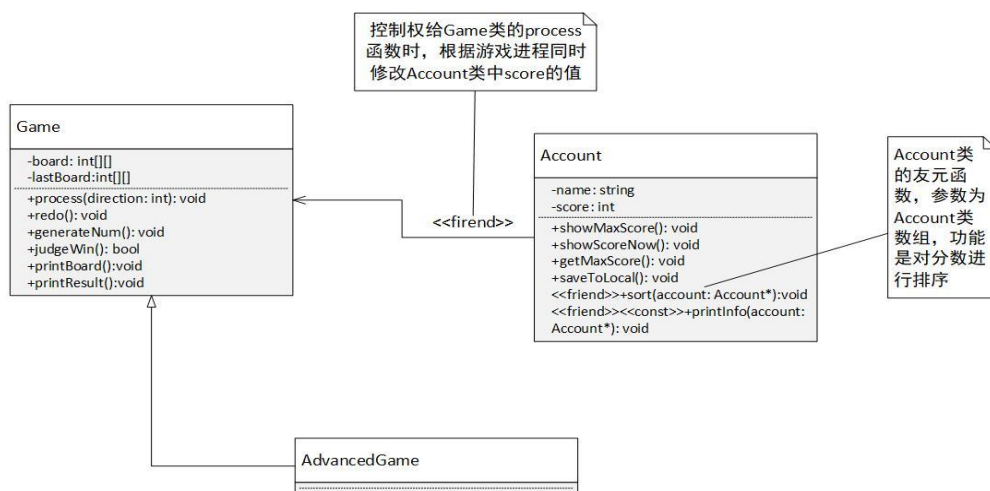 控制权给Game类的process
函数时，根据游戏进程同时
修改Account类中score的值
Game
-board: int[][]
-lastBoard:int[][]
+process(direction: int): void
+redo(): void
+generateNum(): void
+judgeWin(): bool
+printBoard():void
+printResult():void
<<firend>>
Account
-name: string
-score: int
+showMaxScore(): void
+showScoreNow(): void
+getMaxScore(): void
+saveToLocal(): void
<<friend>>+sort(account: Account*):void
<<friend>><<const>>+printInfo(account:
Account*): void
Account类
的友元函
数，参数为
Account类
数组，功能
是对分数进
行排序
AdvancedGame